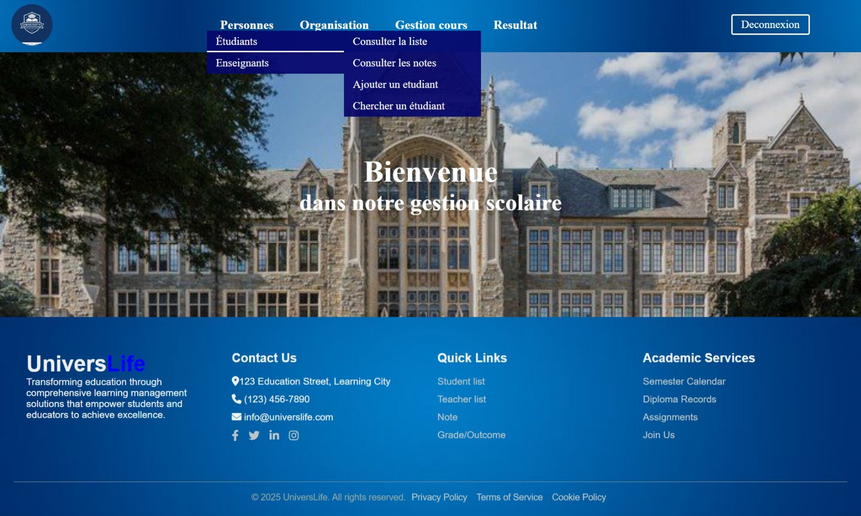 Personnes
Organisation
Gestion cours
Resultat
Deconnexion
Étudiants
Enseignants
Consulter la liste
Consulter les notes
Ajouter un etudiant
Chercher un étudiant
Bienvenue
dans notre gestion scolaire
UniversLife
Transforming education through
comprehensive learning management
solutions that empower students and
educators to achieve excellence.
Contact Us
123 Education Street, Learning City
(123) 456-7890
info@universlife.com
Quick Links
Student list
Teacher list
Note
Grade/Outcome
Academic Services
Semester Calendar
Diploma Records
Assignments
Join Us
© 2025 UniversLife. All rights reserved. Privacy Policy Terms of Service Cookie Policy